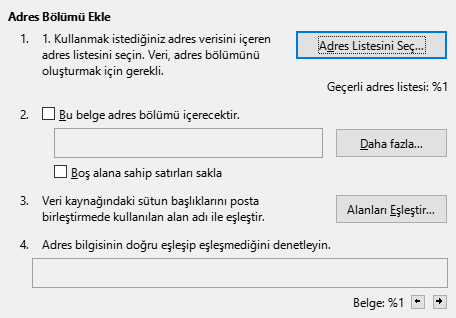 Adres Bölümü Ekle
1. 1. Kullanmak istediğiniz adres verisini içeren
adres listesini seçin. Veri, adres bölümünü
oluşturmak için gerekli.
Adres Listesini Seç...
Geçerli adres listesi: %1
2. Bu belge adres bölümü içerecektir.
Daha fazla...
Boş alana sahip satırları sakla
3. Veri kaynağındaki sütun başlıklarını posta
birleştirmede kullanılan alan adı ile eşleştir.
Alanları Eşleştir...
4. Adres bilgisinin doğru eşleşip eşleşmediğini denetleyin.
Belge: %1